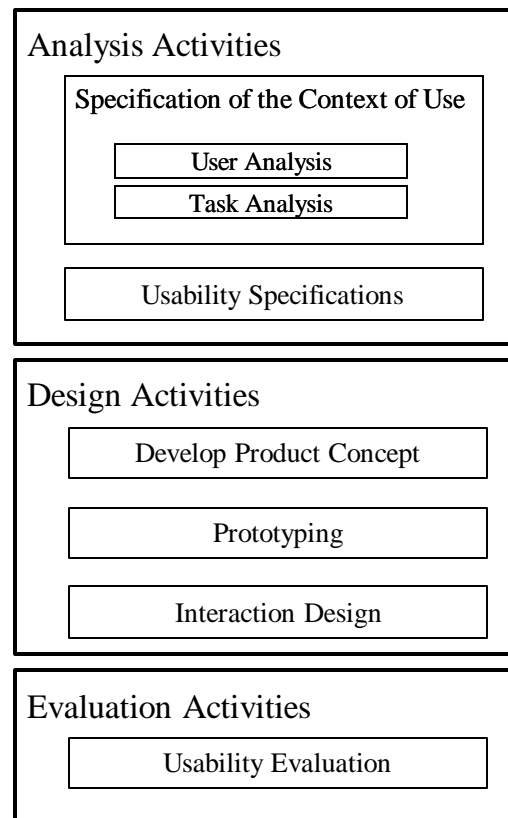 Analysis Activities
Specification of the Context of Use
User Analysis
Task Analysis
Usability Specifications
Design Activities
Develop Product Concept
Prototyping
Interaction Design
Evaluation Activities
Usability Evaluation